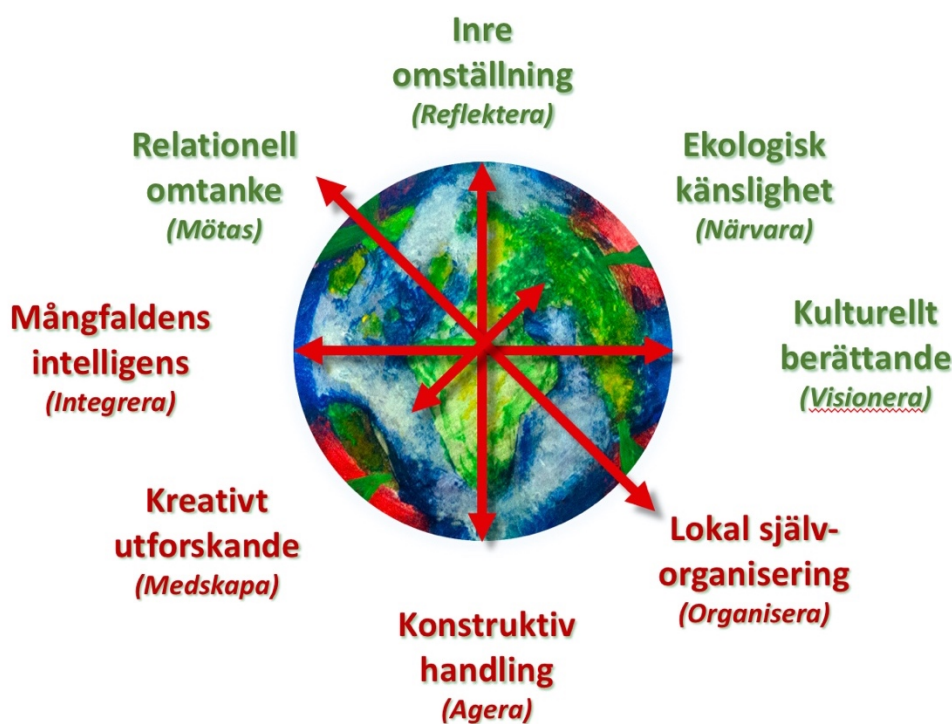 Inre
omställning
(Reflektera)
Relationell
omtanke
(Mötas)
Ekologisk
känslighet
(Närvara)
Mångfaldens
intelligens
(Integrera)
Kulturellt
berättande
(Visionera)
Kreativt
utforskande
(Medskapa)
Lokal själv-
organisering
(Organisera)
Konstruktiv
handling
(Agera)